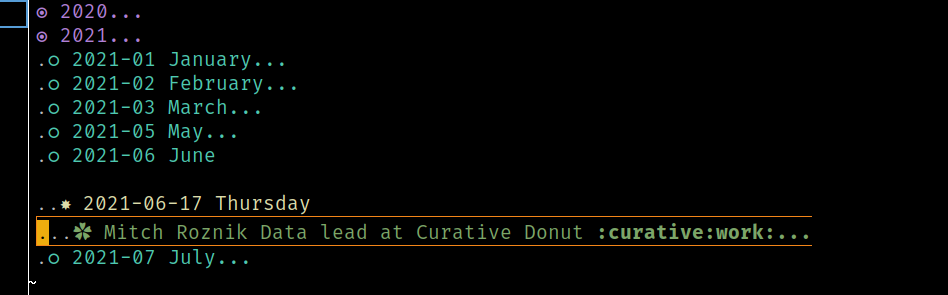 ◉ 2020...
◉ 2021...
.○ 2021-01 January...
.○ 2021-02 February...
.○ 2021-03 March...
.○ 2021-05 May...
.○ 2021-06 June
..✸ 2021-06-17 Thursday
...✤ Mitch Roznik Data lead at Curative Donut :curative:work:...
.○ 2021-07 July...
~